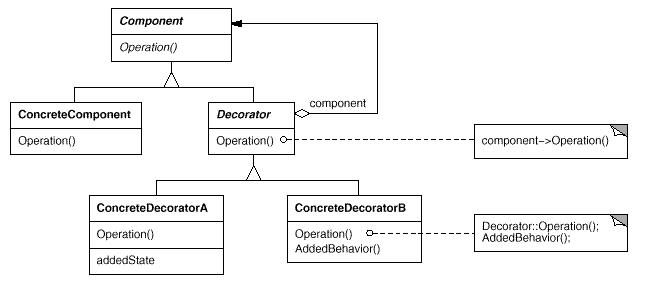 Component
Operation()
component
ConcreteComponent
Operation()
Decorator
Operation()
component->Operation()
ConcreteDecoratorA
Operation()
addedState
ConcreteDecoratorB
Operation()
AddedBehavior()
Decorator::Operation();
AddedBehavior();